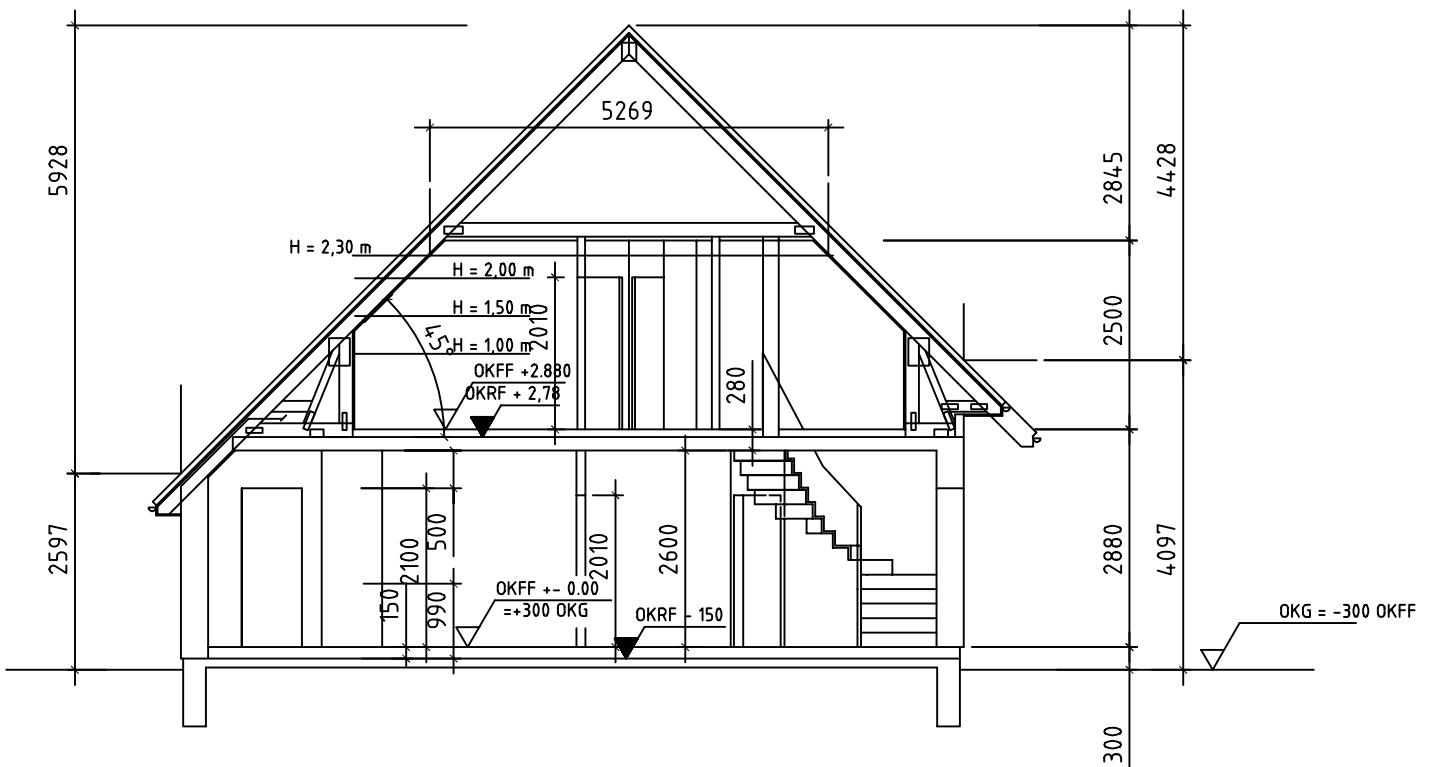 5269
5928
2845
4428
H = 2,30 m
H = 2,00 m
H = 1,50 m
2010
45°
H = 1,00 m
2500
OKFF +2.880
OKRF + 2,78
280
2597
500
2100
2010
2600
2880
4097
150
990
OKFF +- 0.00
=+300 OKG
OKRF - 150
OKG = -300 OKFF
300